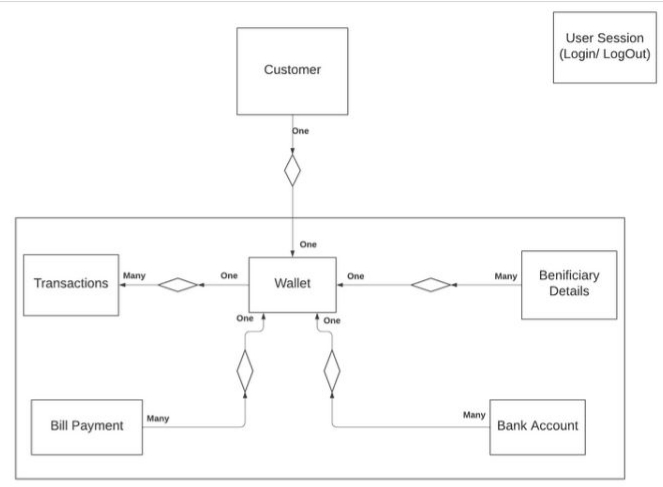 User Session
(Login/ LogOut)
Customer
One
One
Transactions
Many
One
Wallet
One
Many
Benificiary
Details
One
One
Bill Payment
Many
Many
Bank Account